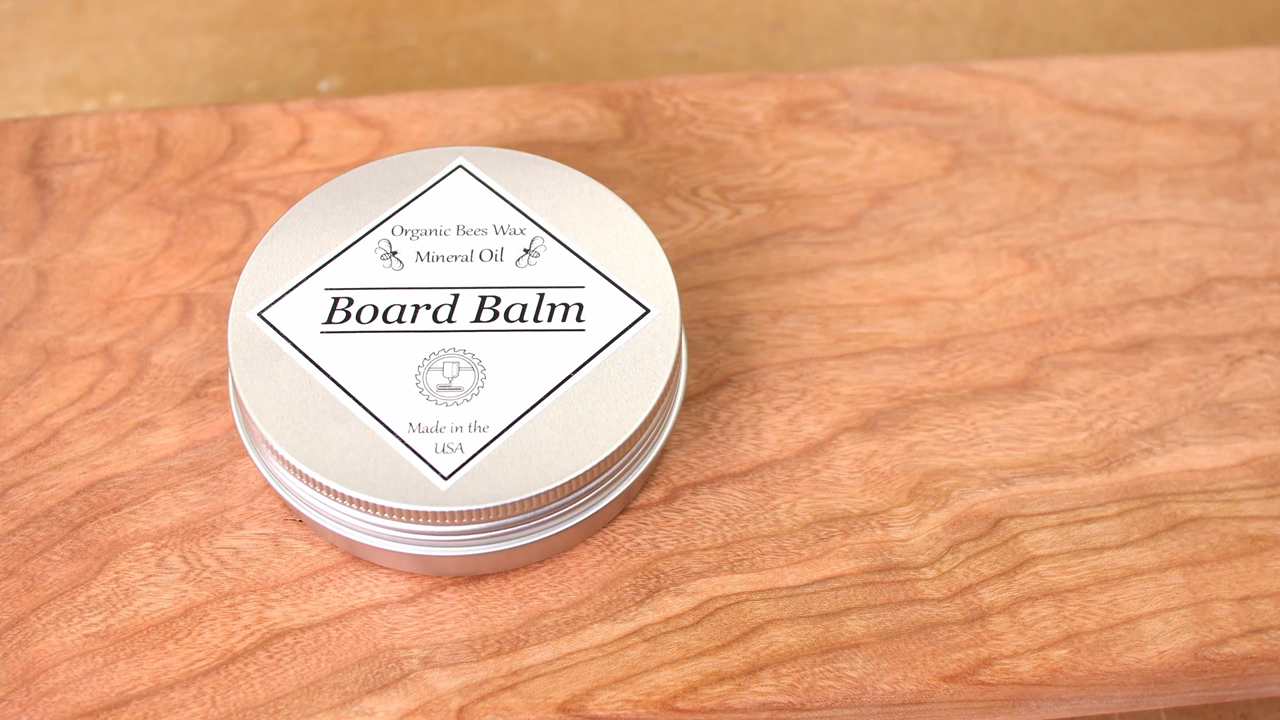 Organic Bees Wax
Mineral Oil
Board Balm
Made in the
USA